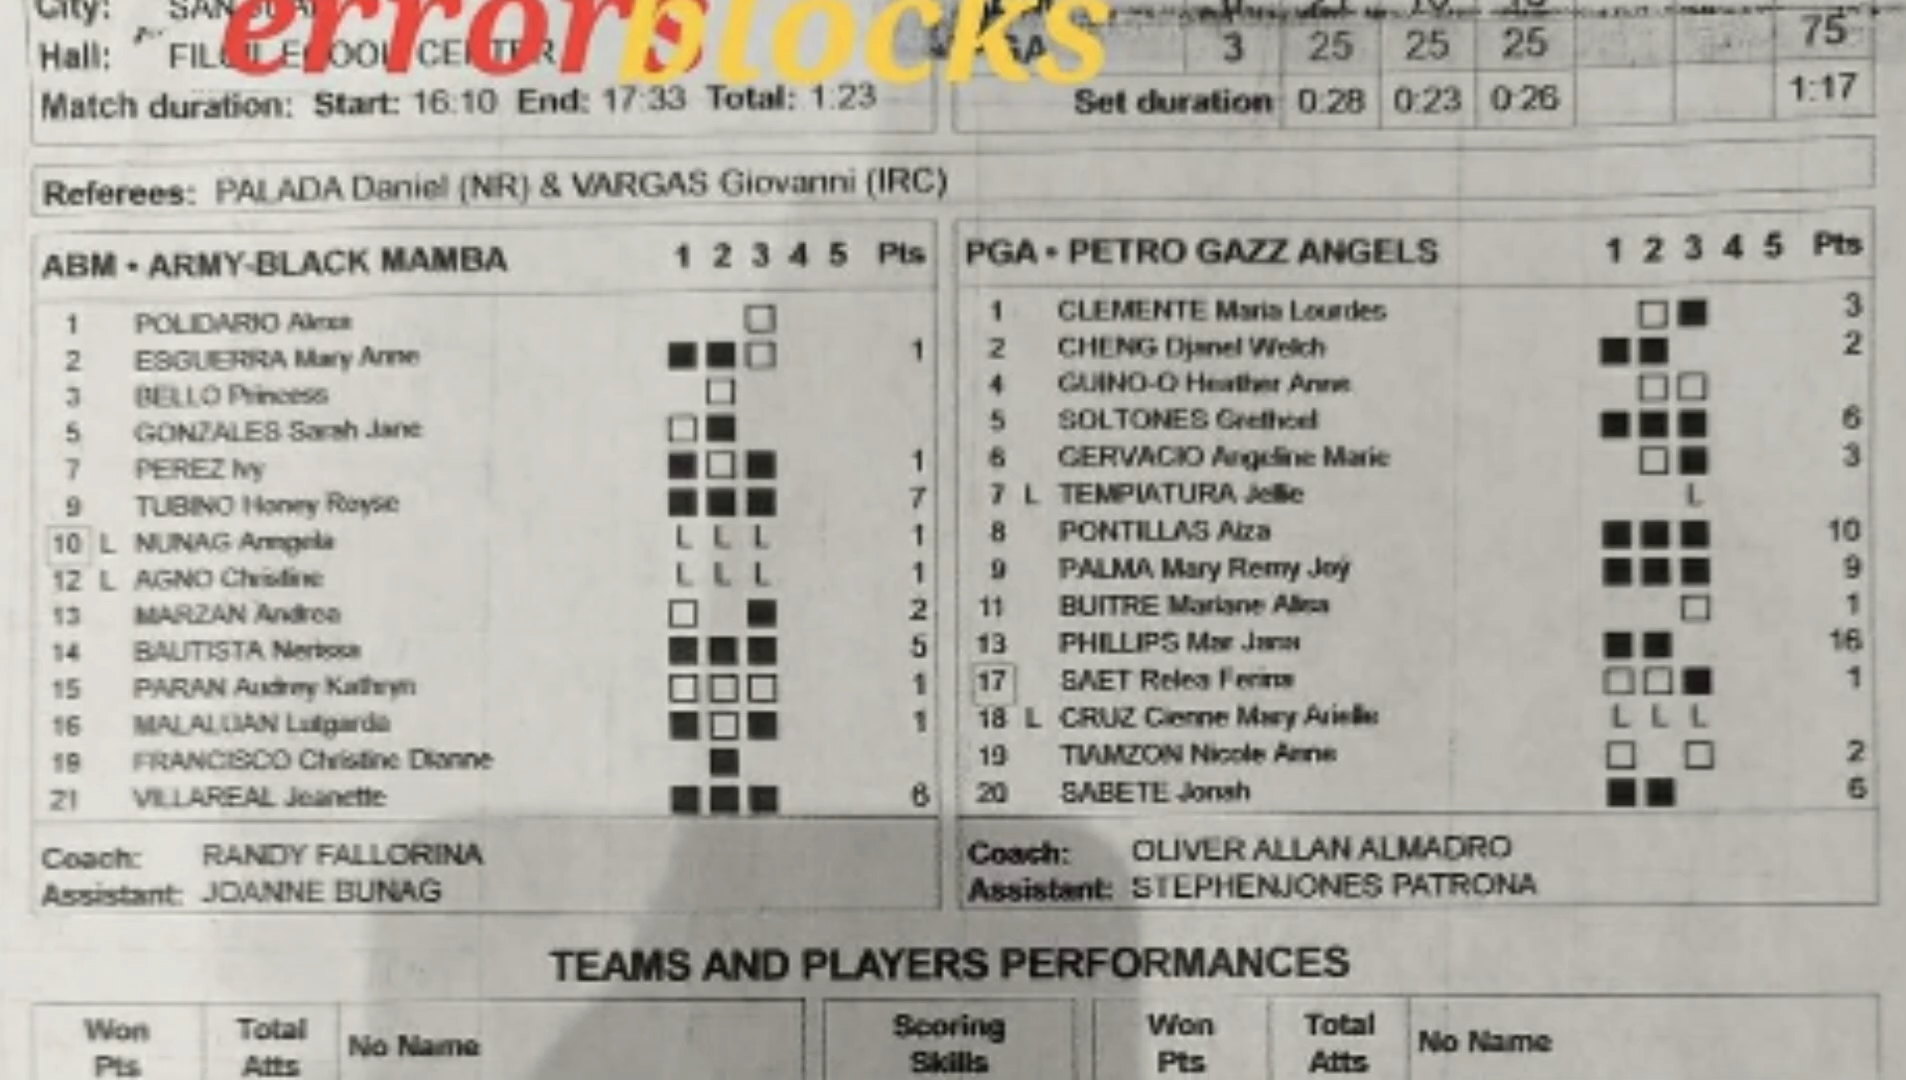 City:
errors blocks
Hall:
3 25 25 25 75
Match duration: Start: 16:10 End: 17:33 Total: 1:23
Set duration 0:28 0:23 0:26 1:17
Referees: PALADA Daniel (NR) & VARGAS Giovanni (IRC)
ABM • ARMY-BLACK MAMBA 1 2 3 4 5 Pts
1 POLIDARIO Alexa
2 ESGUERRA Mary Anne 1
3 BELLO Princess
5 GONZALES Sarah Jane
7 PEREZ Ivy 1
9 TUBINO Honey Royse 7
10 L NUNAG Anngela L L L 1
12 L AGNO Christine L L L 1
13 MARZAN Andrea 2
14 BAUTISTA Nerissa 5
15 PARAN Audrey Kathryn 1
16 MALALUAN Lutgarda 1
19 FRANCISCO Christine Dianne
21 VILLAREAL Jeanette 6
Coach: RANDY FALLORINA
Assistant: JOANNE BUNAG
PGA • PETRO GAZZ ANGELS 1 2 3 4 5 Pts
1 CLEMENTE Maria Lourdes 3
2 CHENG Djanel Welch 2
4 GUINO-O Heather Anne
5 SOLTONES Grethcel 6
6 GERVACIO Angeline Marie 3
7 L TEMPIATURA Jellie L
8 PONTILLAS Aiza 10
9 PALMA Mary Remy Joy 9
11 BUITRE Mariane Alisa 1
13 PHILLIPS Mar Jana 16
17 SAET Relea Ferina 1
18 L CRUZ Cienne Mary Arielle L L L
19 TIAMZON Nicole Anne 2
20 SABETE Jonah 6
Coach: OLIVER ALLAN ALMADRO
Assistant: STEPHENJONES PATRONA
TEAMS AND PLAYERS PERFORMANCES
Won Pts Total Atts No Name Scoring Skills Won Pts Total Atts No Name